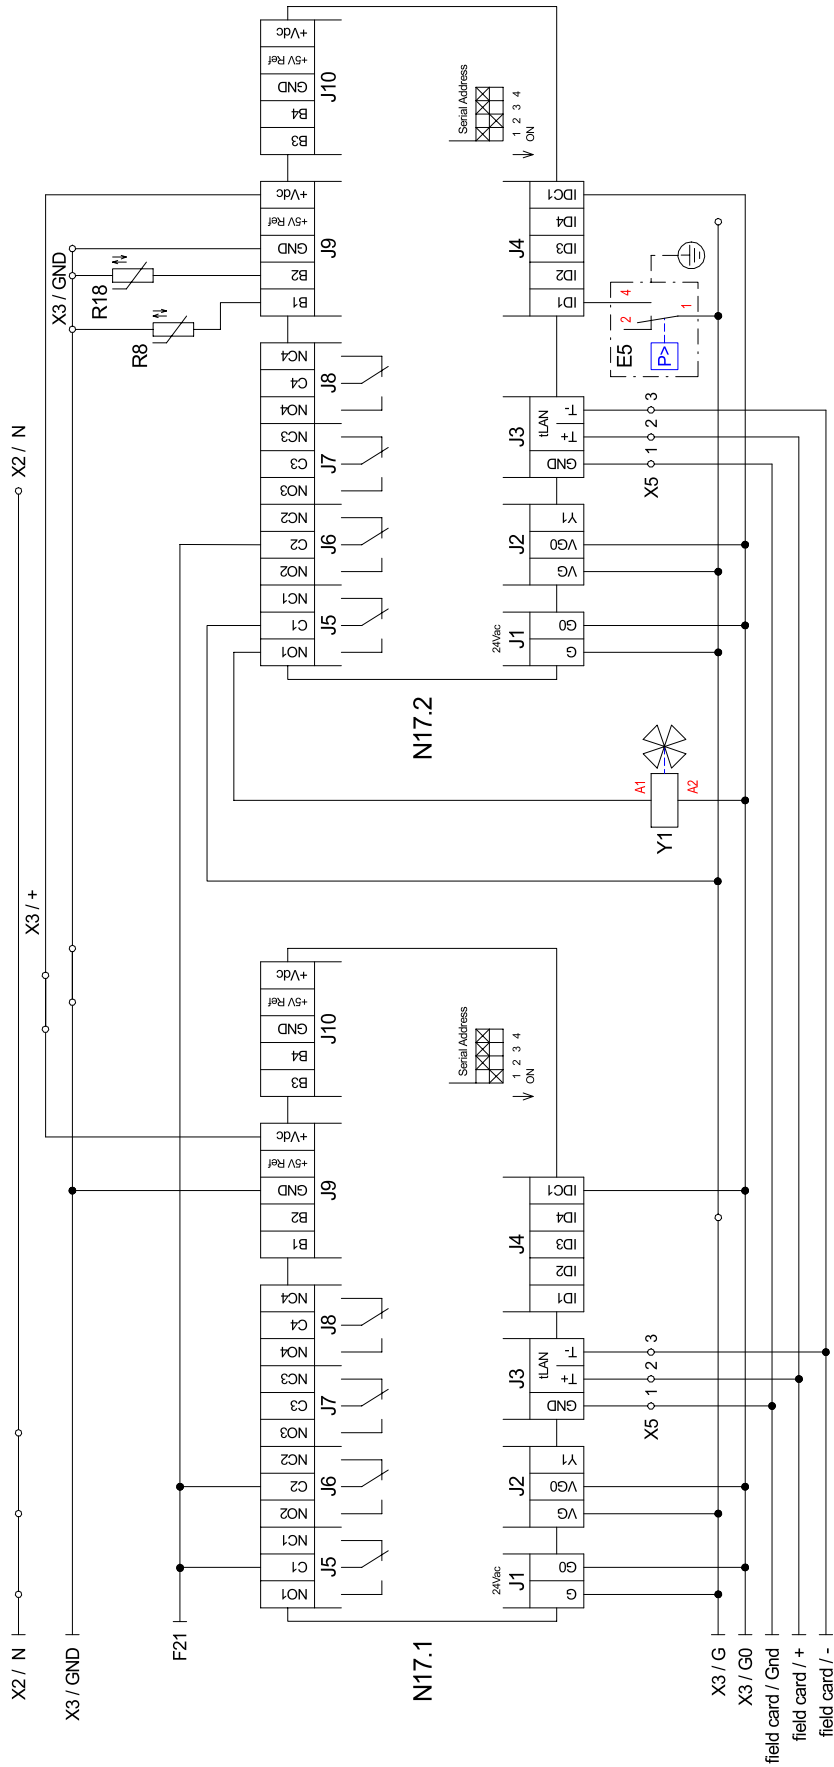 X2 / N
X2 / N
X3 / +
X3 / GND
X3 / GND
R18
R8
F21
N17.1
J5
NO1
C1
NC1
J6
NO2
C2
NC2
J7
NO3
C3
NC3
J8
NO4
C4
NC4
J9
B1
B2
GND
+5V Ref
+Vdc
J10
B3
B4
GND
+5V Ref
+Vdc
Serial Address
1 2 3 4
ON
24Vac
J1
G
G0
J2
VG
VG0
Y1
J3
tLAN
GND
T+
T-
J4
ID1
ID2
ID3
ID4
IDC1
X5
1
2
3
N17.2
J5
NO1
C1
NC1
J6
NO2
C2
NC2
J7
NO3
C3
NC3
J8
NO4
C4
NC4
J9
B1
B2
GND
+5V Ref
+Vdc
J10
B3
B4
GND
+5V Ref
+Vdc
Serial Address
1 2 3 4
ON
24Vac
J1
G
G0
J2
VG
VG0
Y1
J3
tLAN
GND
T+
T-
J4
ID1
ID2
ID3
ID4
IDC1
X5
1
2
3
Y1
A1
A2
E5
P>
2
4
1
X3 / G
X3 / G0
field card / Gnd
field card / +
field card / -